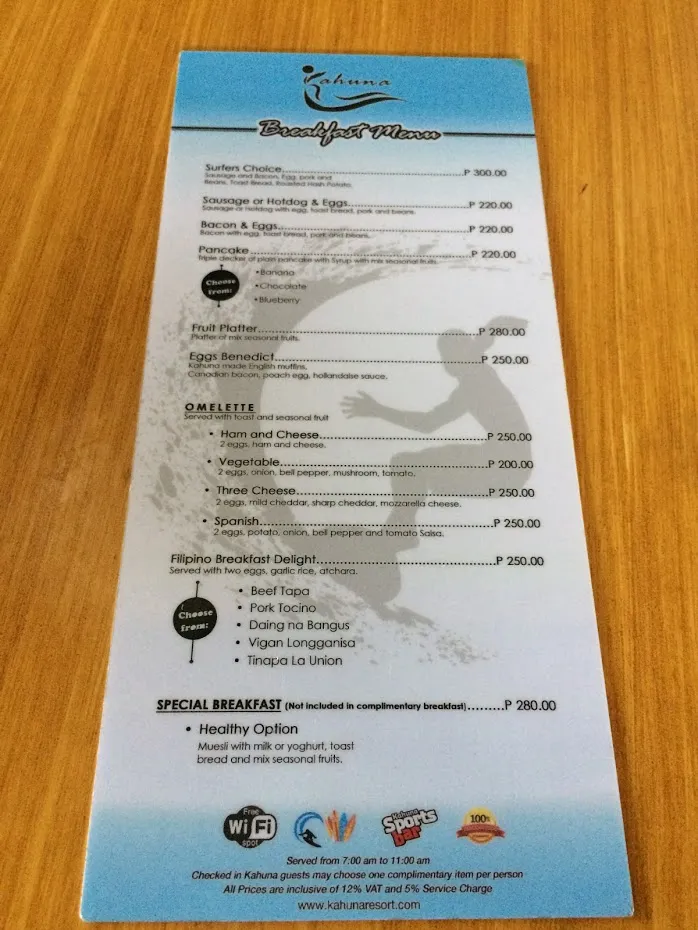 Kahuna
Breakfast Menu
Surfers Choice..........P 300.00
Sausage and Bacon, Egg, pork and
Beans, Toast Bread, Roasted Hash Potato.
Sausage or Hotdog & Eggs..........P 220.00
Sausage or Hotdog with egg, toast bread, pork and beans.
Bacon & Eggs..........P 220.00
Bacon with egg, toast bread, pork and beans.
Pancake..........P 220.00
Triple decker of plain pancake with Syrup with mix seasonal fruits.
Choose from:
•Banana
•Chocolate
•Blueberry
Fruit Platter..........P 280.00
Platter of mix seasonal fruits.
Eggs Benedict..........P 250.00
Kahuna made English muffins,
Canadian bacon, poach egg, hollandaise sauce.
OMELETTE
Served with toast and seasonal fruit
• Ham and Cheese..........P 250.00
2 eggs, ham and cheese.
• Vegetable..........P 200.00
2 eggs, onion, bell pepper, mushroom, tomato.
• Three Cheese..........P 250.00
2 eggs, mild cheddar, sharp cheddar, mozzarella cheese.
• Spanish..........P 250.00
2 eggs, potato, onion, bell pepper and tomato Salsa.
Filipino Breakfast Delight..........P 250.00
Served with two eggs, garlic rice, atchara.
Choose from:
• Beef Tapa
• Pork Tocino
• Daing na Bangus
• Vigan Longganisa
• Tinapa La Union
SPECIAL BREAKFAST (Not included in complimentary breakfast).........P 280.00
• Healthy Option
Muesli with milk or yoghurt, toast
bread and mix seasonal fruits.
Free
Wi Fi
spot
Kahuna
Sports
bar
100%
Served from 7:00 am to 11:00 am
Checked in Kahuna guests may choose one complimentary item per person
All Prices are inclusive of 12% VAT and 5% Service Charge
www.kahunaresort.com